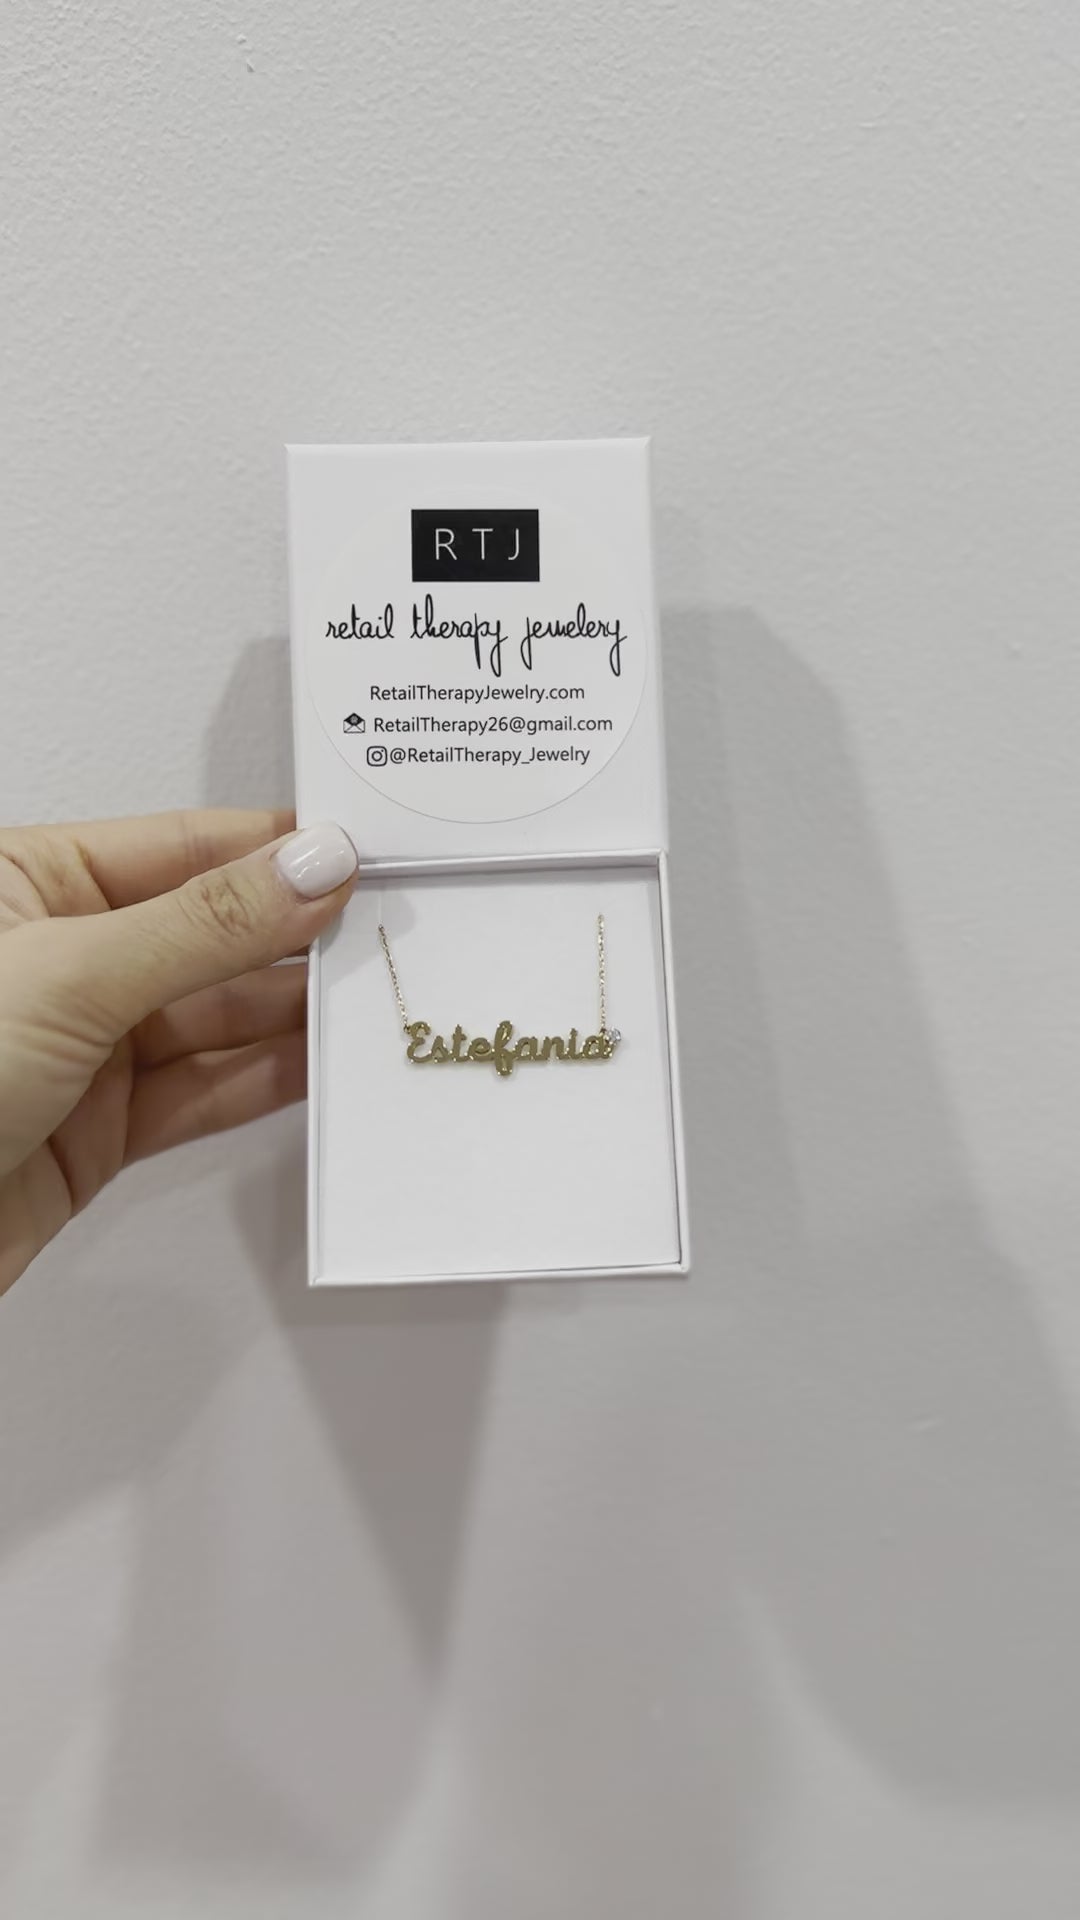 RTJ
retail therapy jewelery
RetailTherapyJewelry.com
RetailTherapy26@gmail.com
@RetailTherapy_Jewelry
Estefania